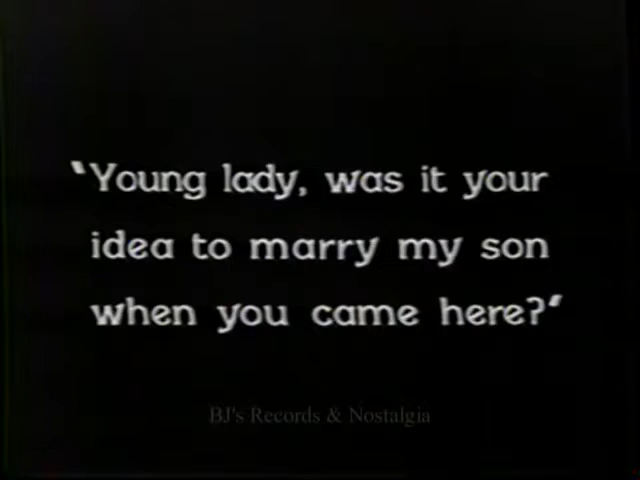 "Young lady, was it your
idea to marry my son
when you came here?"
BJ's Records & Nostalgia